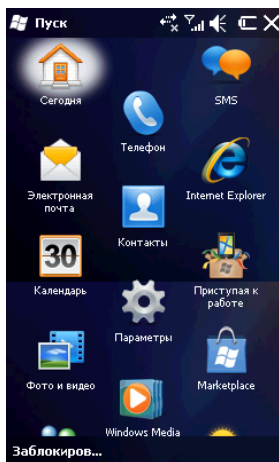 Пуск
Сегодня
SMS
Телефон
Электронная
почта
Internet Explorer
Контакты
30
Календарь
Приступая к
работе
Параметры
Фото и видео
Marketplace
Windows Media
Заблокиров...